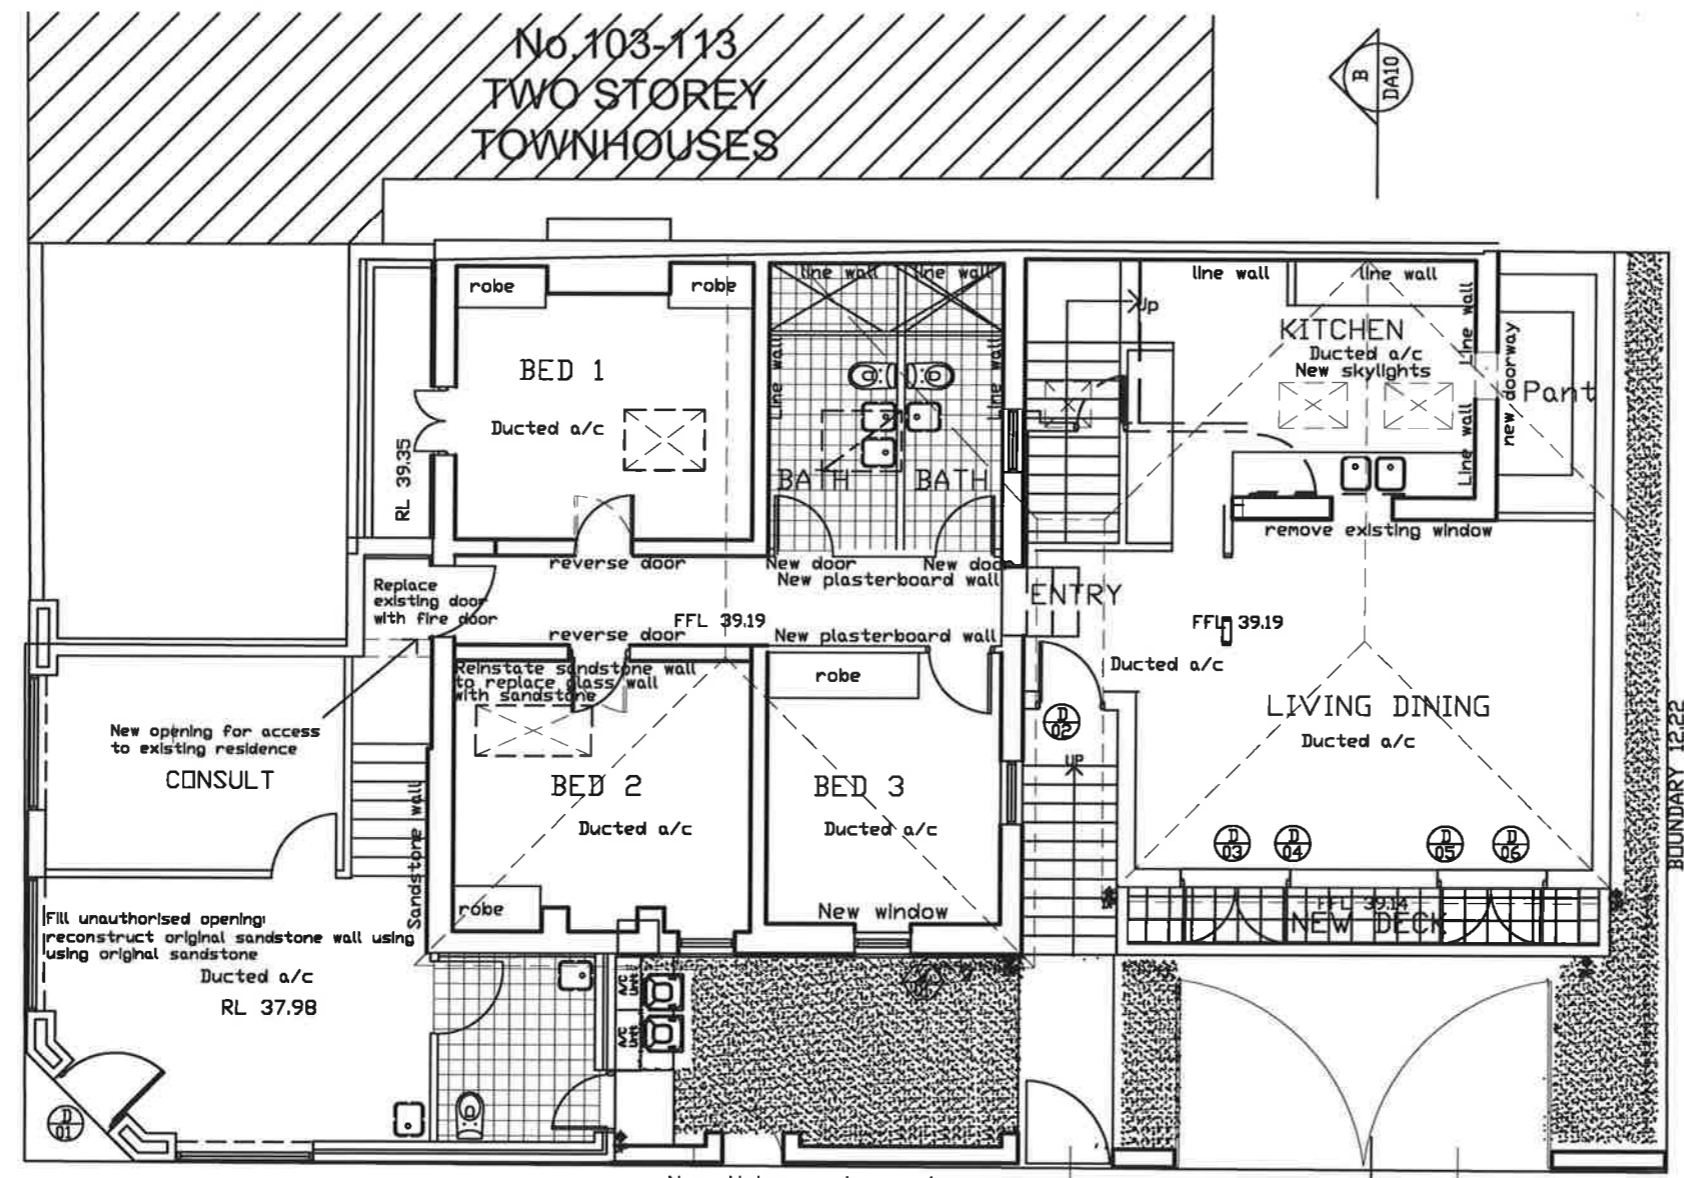 No.103-113
TWO STOREY
TOWNHOUSES
B
DA10
robe
robe
line wall
line wall
line wall
line wall
Up
KITCHEN
Ducted a/c
New skylights
Line wall
Line wall
new doorway
Pant
BED 1
Ducted a/c
Line wall
Line wall
RL 39.35
BATH
BATH
remove existing window
reverse door
New door
New doo
New plasterboard wall
Replace
existing door
with fire door
ENTRY
FFL 39.19
FFL 39.19
reverse door
New plasterboard wall
Ducted a/c
Reinstate sandstone wall
to replace glass wall
with sandstone
robe
LIVING DINING
Ducted a/c
D
02
UP
New opening for access
to existing residence
CONSULT
BED 2
Ducted a/c
BED 3
Ducted a/c
Sandstone wall
BOUNDARY 12.22
D
03
D
04
D
05
D
06
robe
New window
FFL 39.14
NEW DECK
Fill unauthorised opening:
reconstruct original sandstone wall using
using original sandstone
Ducted a/c
RL 37.98
A/C
Unit
A/C
Unit
D
01